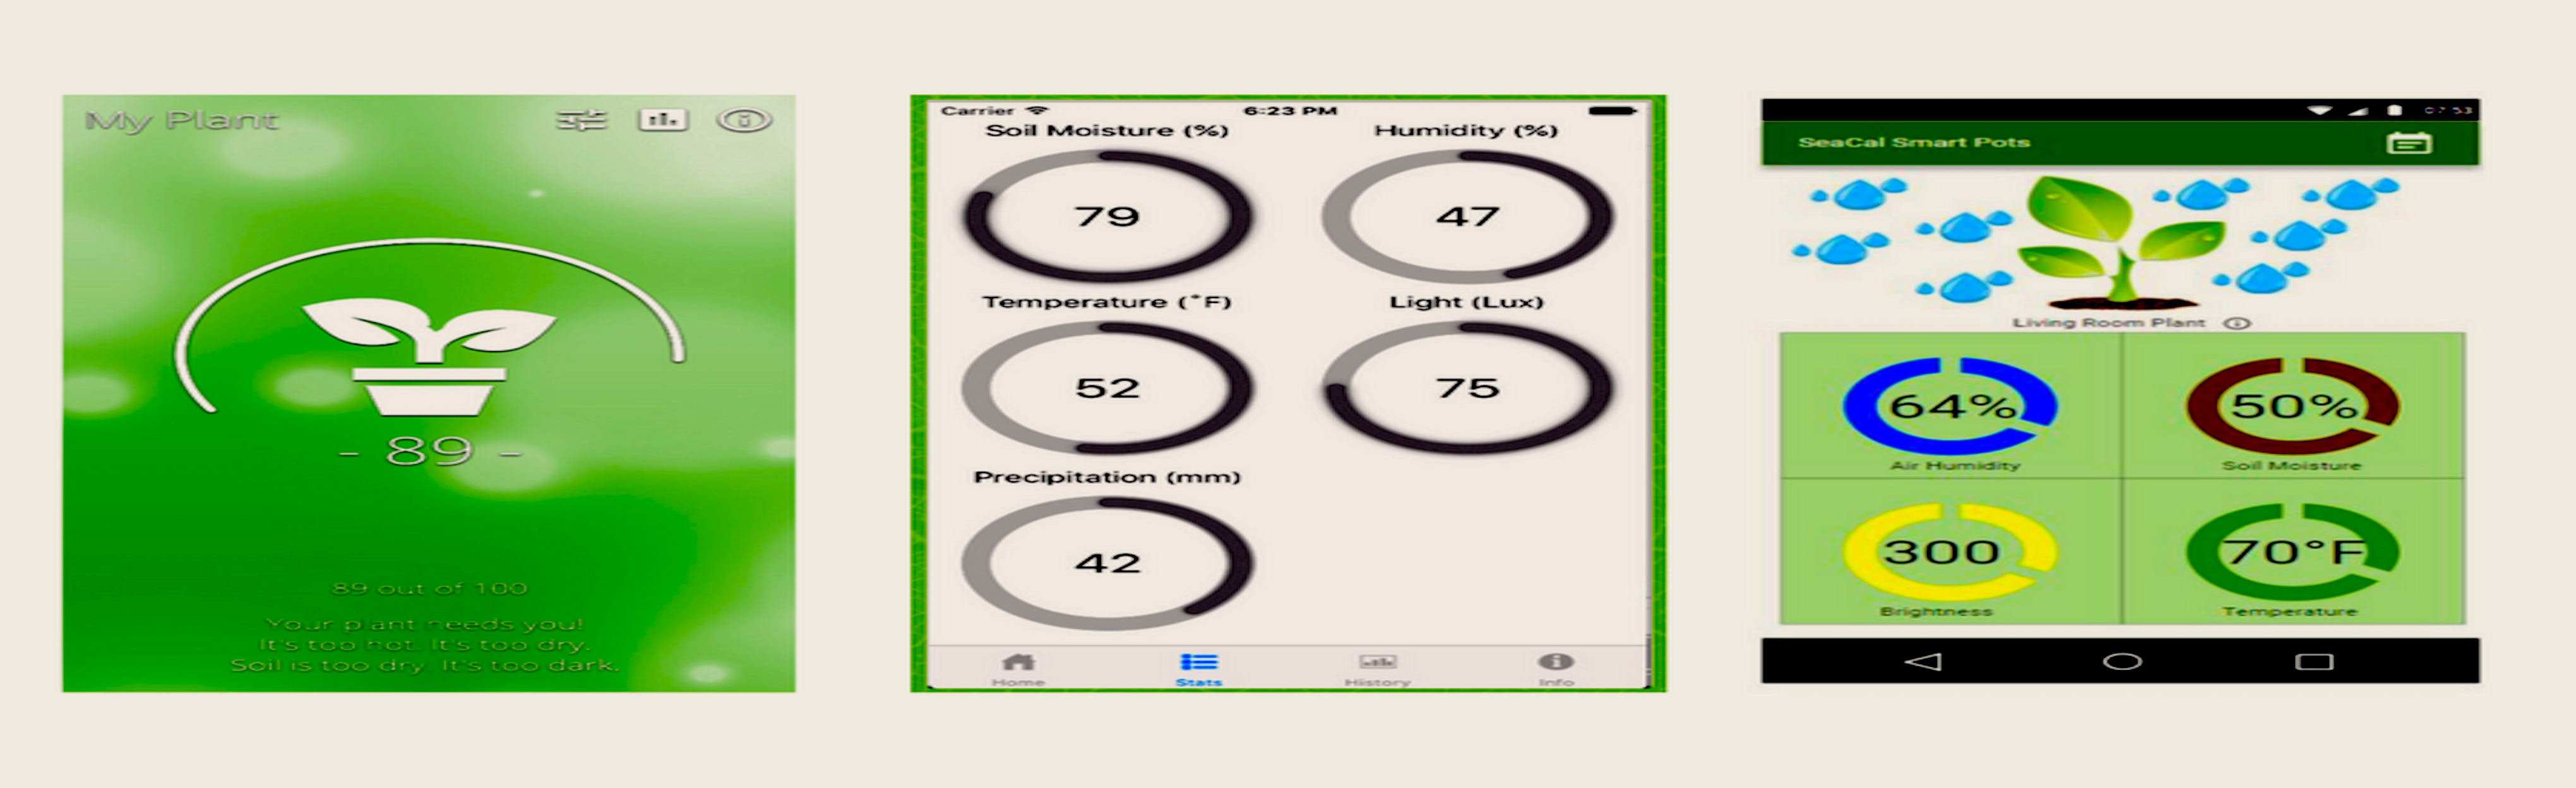 My Plant
- 89 -
89 out of 100
Your plant needs you!
It's too hot. It's too dry.
Soil is too dry. It's too dark.
Carrier 6:23 PM
Soil Moisture (%) Humidity (%)
79 47
Temperature (°F) Light (Lux)
52 75
Precipitation (mm)
42
Home Stats History Info
07:53
SeaCal Smart Pots
Living Room Plant
64% 50%
Air Humidity Soil Moisture
300 70°F
Brightness Temperature